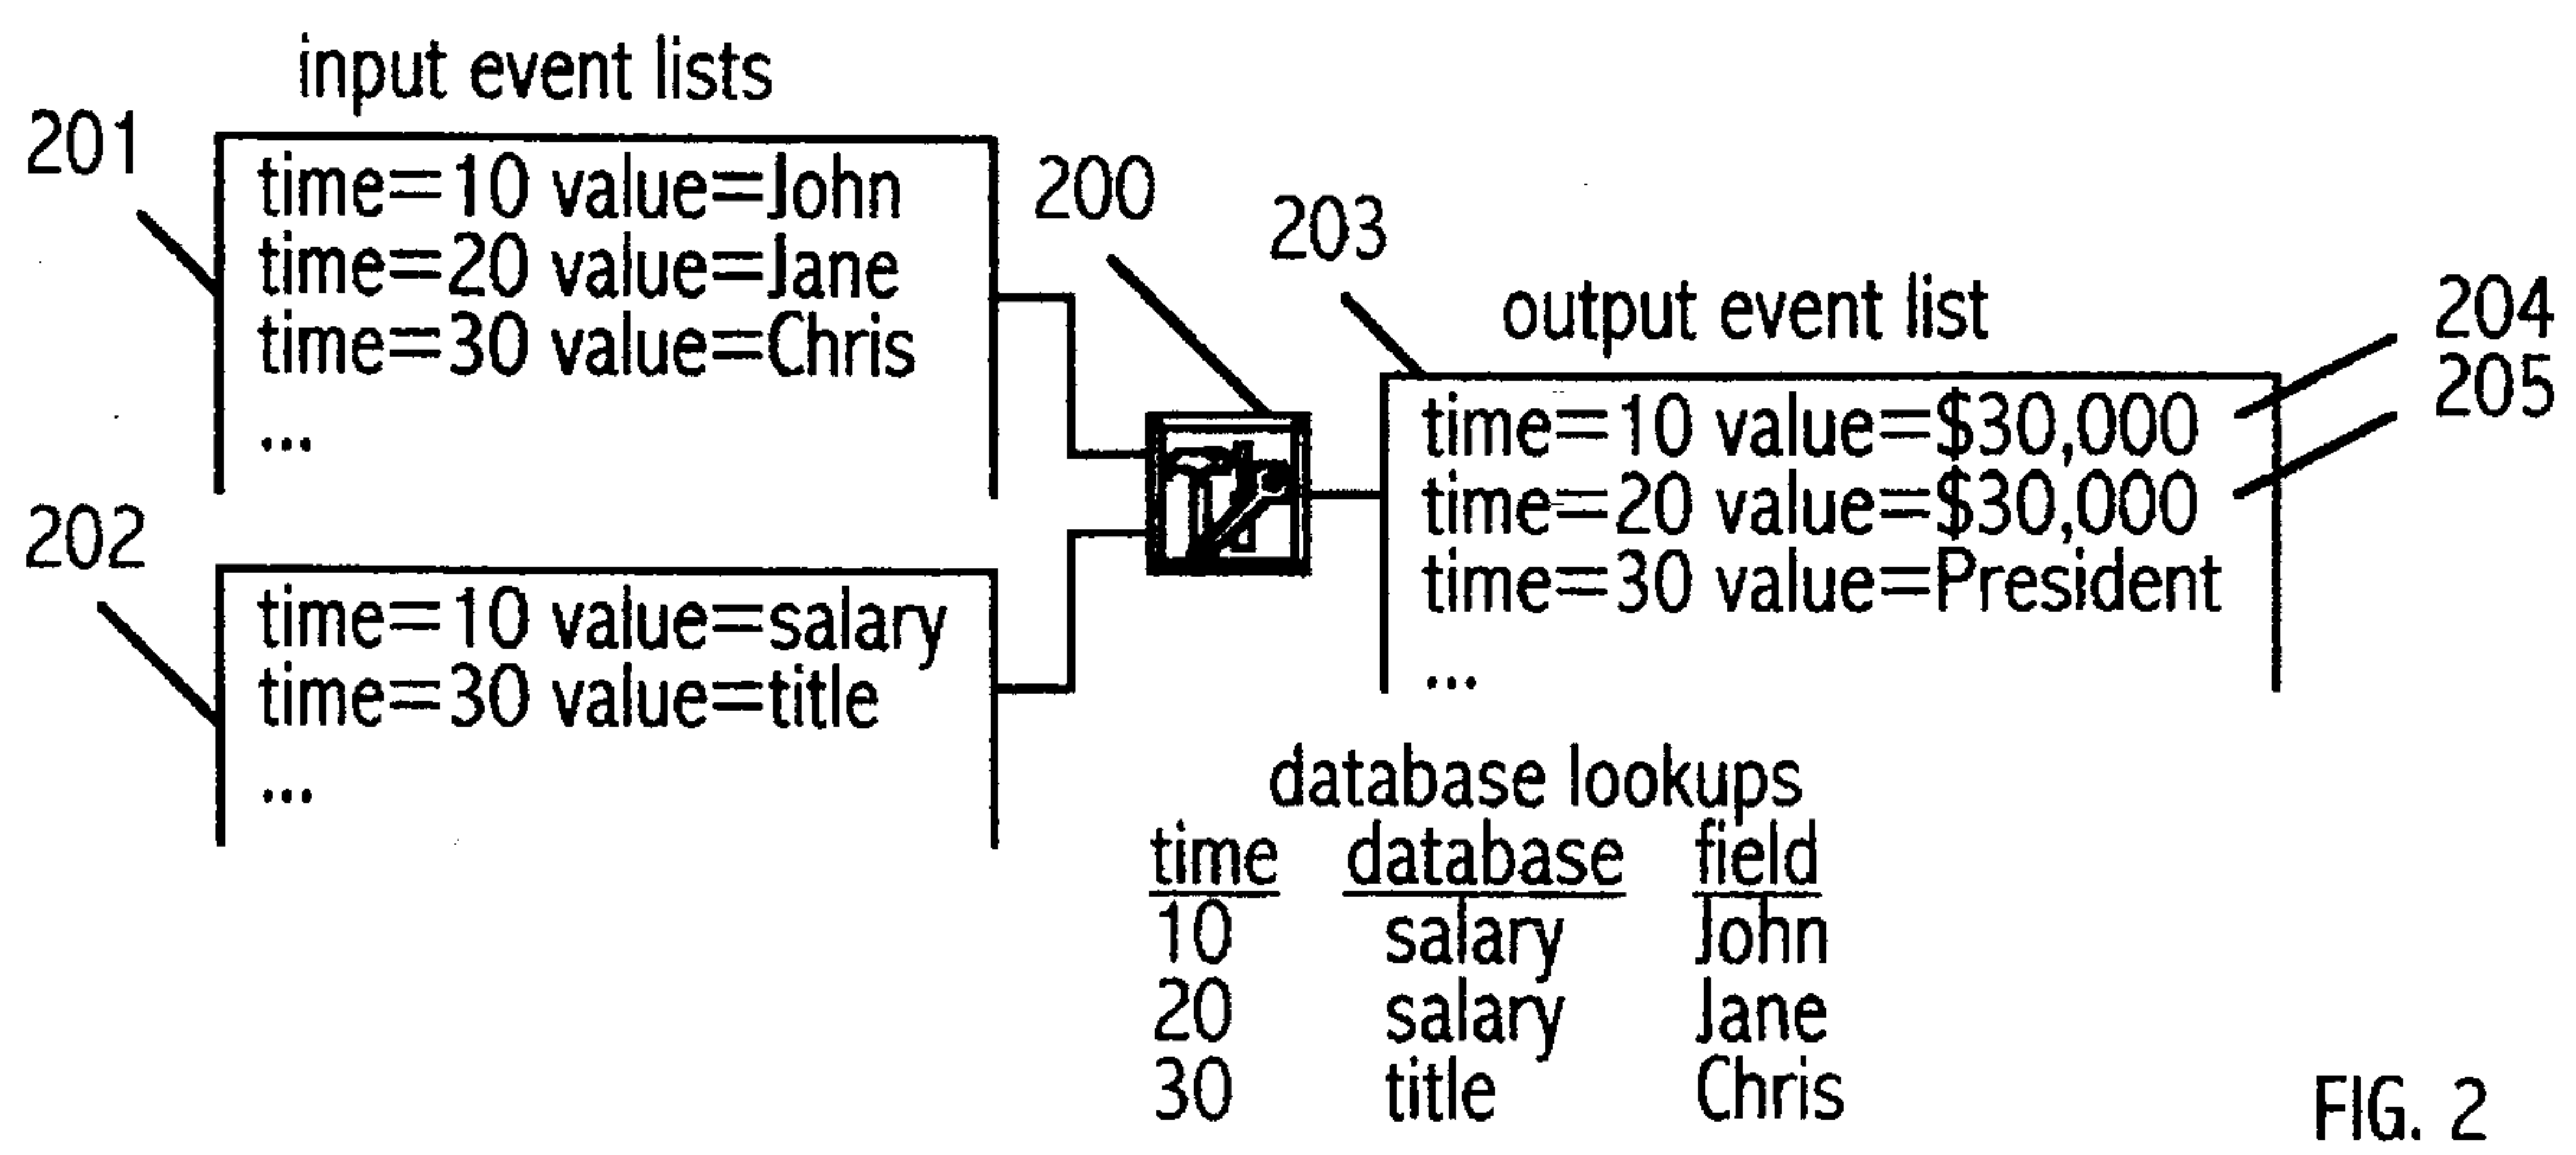 input event lists
201
time=10 value=John
time=20 value=Jane
time=30 value=Chris
...
202
time=10 value=salary
time=30 value=title
...
200
203
output event list
204
205
time=10 value=$30,000
time=20 value=$30,000
time=30 value=President
...
database lookups
time database field
10 salary John
20 salary Jane
30 title Chris
FIG. 2